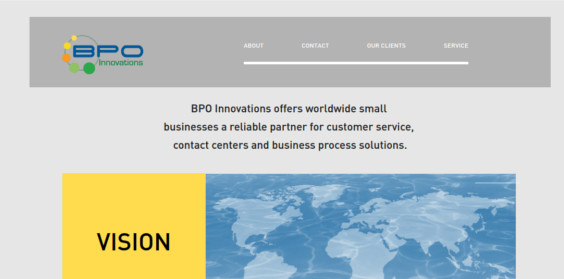 BPO
Innovations
ABOUT CONTACT OUR CLIENTS SERVICE
BPO Innovations offers worldwide small
businesses a reliable partner for customer service,
contact centers and business process solutions.
VISION